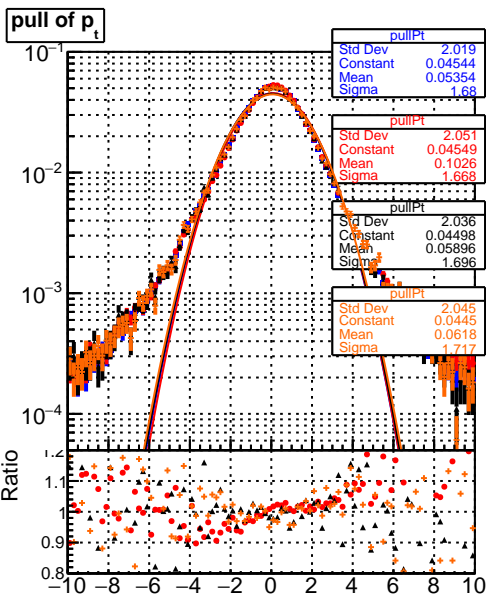 pull of p_t
pullPt
Std Dev 2.019
Constant 0.04544
Mean 0.05354
Sigma 1.68
pullPt
Std Dev 2.051
Constant 0.04549
Mean 0.1026
Sigma 1.668
pullPt
Std Dev 2.036
Constant 0.04498
Mean 0.05896
Sigma 1.696
pullPt
Std Dev 2.045
Constant 0.0445
Mean 0.0618
Sigma 1.717
10^−1
10^−2
10^−3
10^−4
Ratio
1.2
1.1
1
0.9
0.8
−10 −8 −6 −4 −2 0 2 4 6 8 10